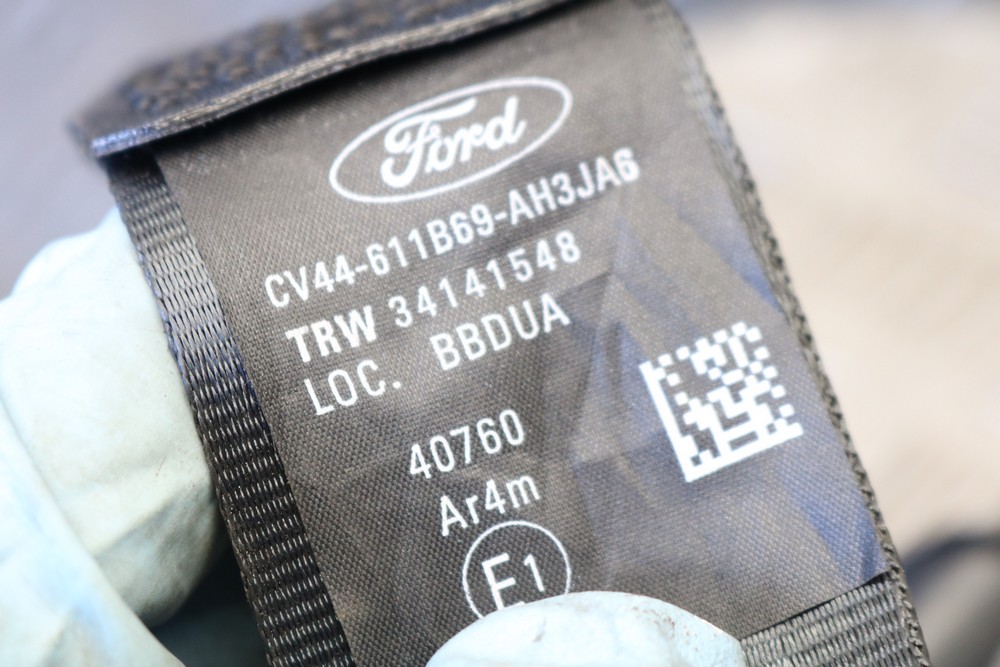 Ford
CV44-611B69-AH3JA6
TRW 34141548
LOC. BBDUA
40760
Ar4m
E1